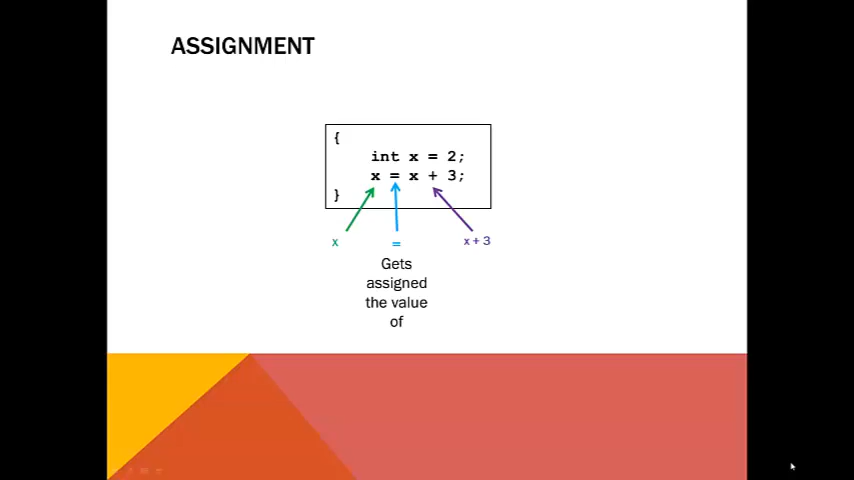 ASSIGNMENT
{
int x = 2;
x = x + 3;
}
x = x + 3
Gets
assigned
the value
of